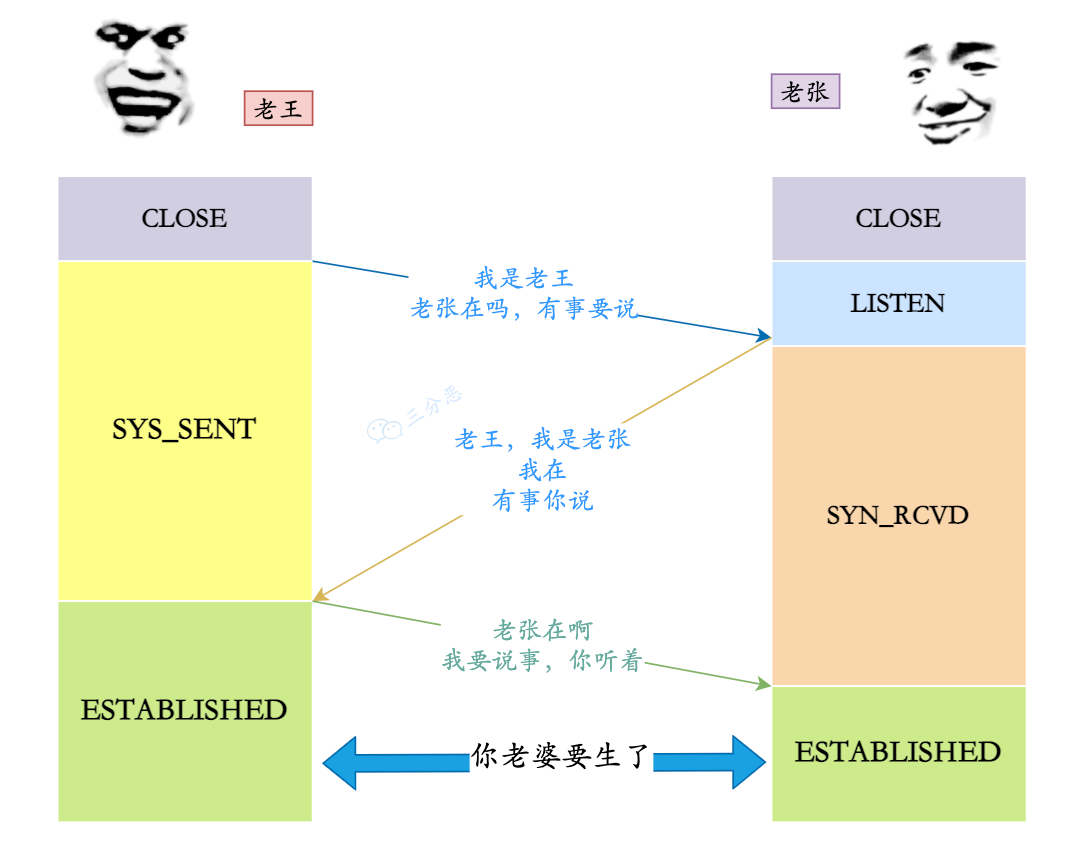 老王
老张
CLOSE
CLOSE
我是老王
老张在吗，有事要说
LISTEN
三分恶
SYS_SENT
老王，我是老张
我在
有事你说
SYN_RCVD
老张在啊
我要说事，你听着
ESTABLISHED
你老婆要生了
ESTABLISHED